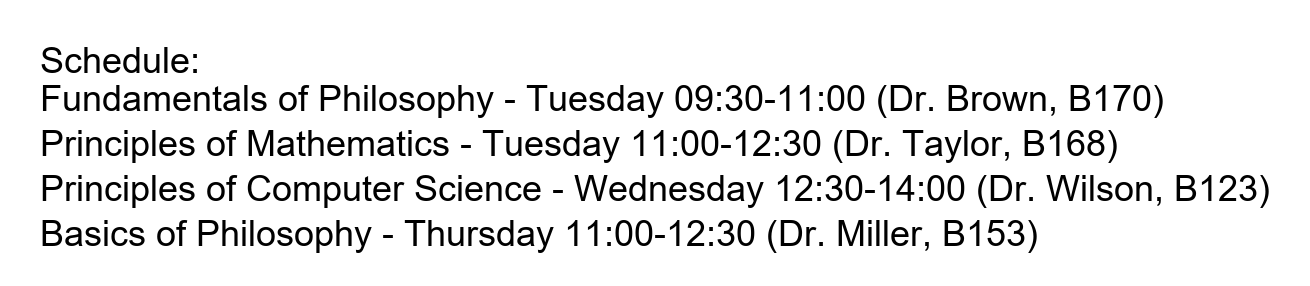 Schedule:
Fundamentals of Philosophy - Tuesday 09:30-11:00 (Dr. Brown, B170)
Principles of Mathematics - Tuesday 11:00-12:30 (Dr. Taylor, B168)
Principles of Computer Science - Wednesday 12:30-14:00 (Dr. Wilson, B123)
Basics of Philosophy - Thursday 11:00-12:30 (Dr. Miller, B153)